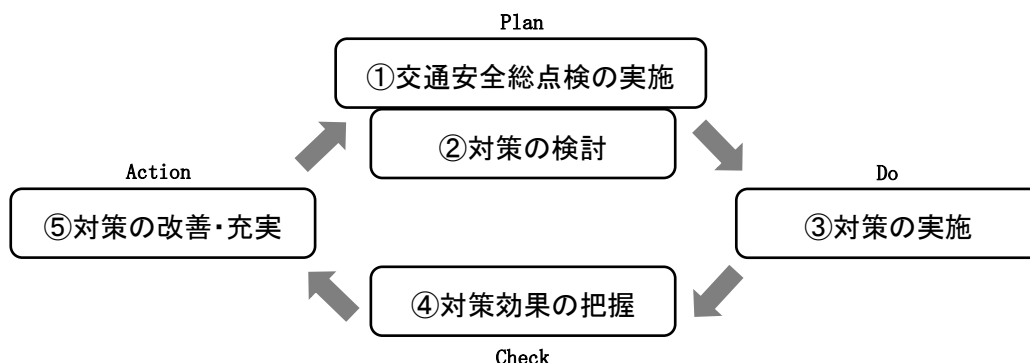 Plan
①交通安全総点検の実施
②対策の検討
Action
Do
⑤対策の改善・充実
③対策の実施
④対策効果の把握
Check